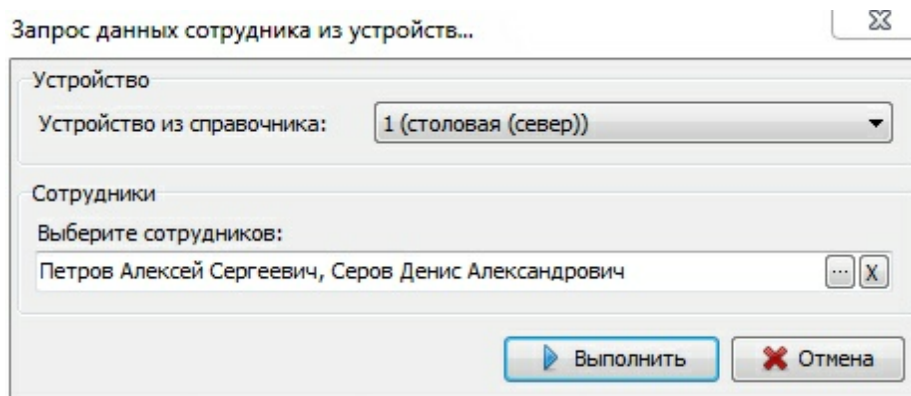 Запрос данных сотрудника из устройств...
Устройство
Устройство из справочника: 1 (столовая (север))
Сотрудники
Выберите сотрудников:
Петров Алексей Сергеевич, Серов Денис Александрович ... X
Выполнить Отмена